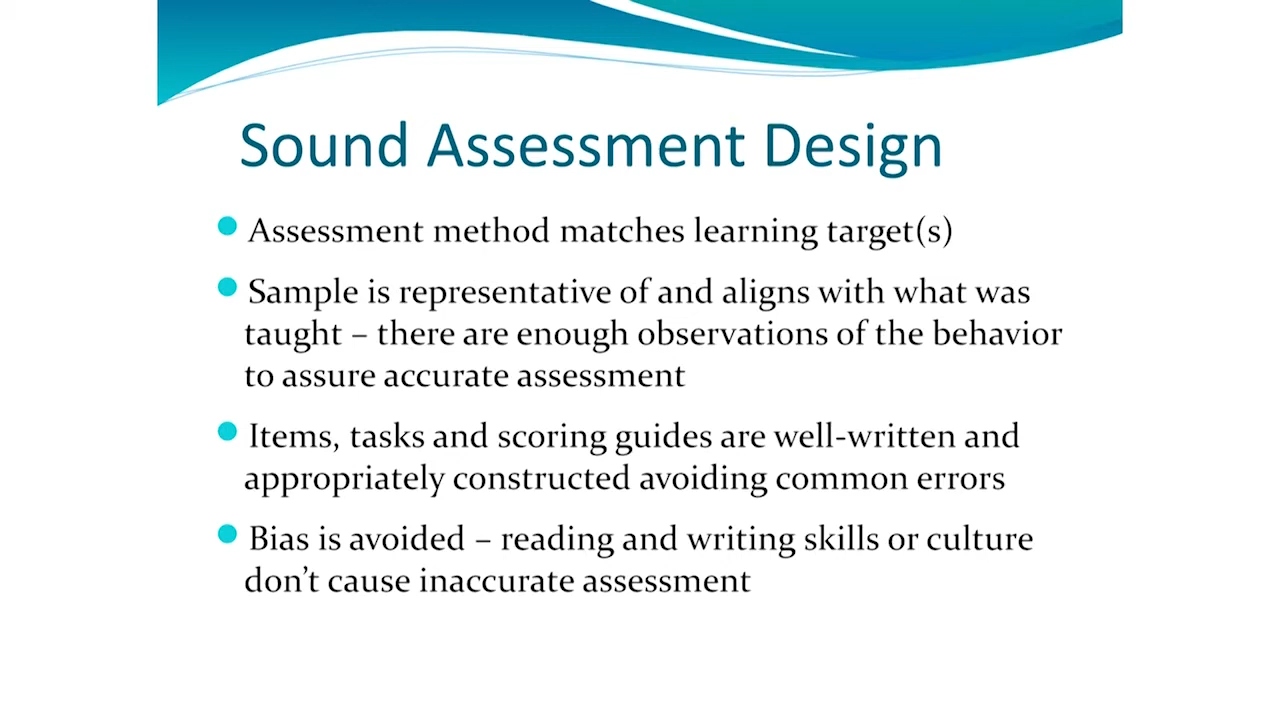 Sound Assessment Design
Assessment method matches learning target(s)
Sample is representative of and aligns with what was
taught – there are enough observations of the behavior
to assure accurate assessment
Items, tasks and scoring guides are well-written and
appropriately constructed avoiding common errors
Bias is avoided – reading and writing skills or culture
don’t cause inaccurate assessment